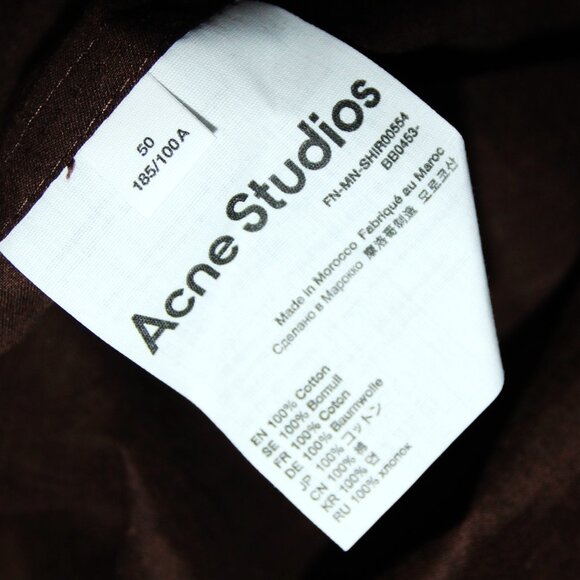 50
185/100A
Acne Studios
FN-MN-SHIR00554
BB0453-
Made in Morocco Fabriqué au Maroc
Сделано в Марокко 摩洛哥制造 모로코산
EN 100% Cotton
SE 100% Bomull
FR 100% Coton
DE 100% Baumwolle
JP 100% コットン
CN 100% 棉
KR 100% 면
RU 100% хлопок